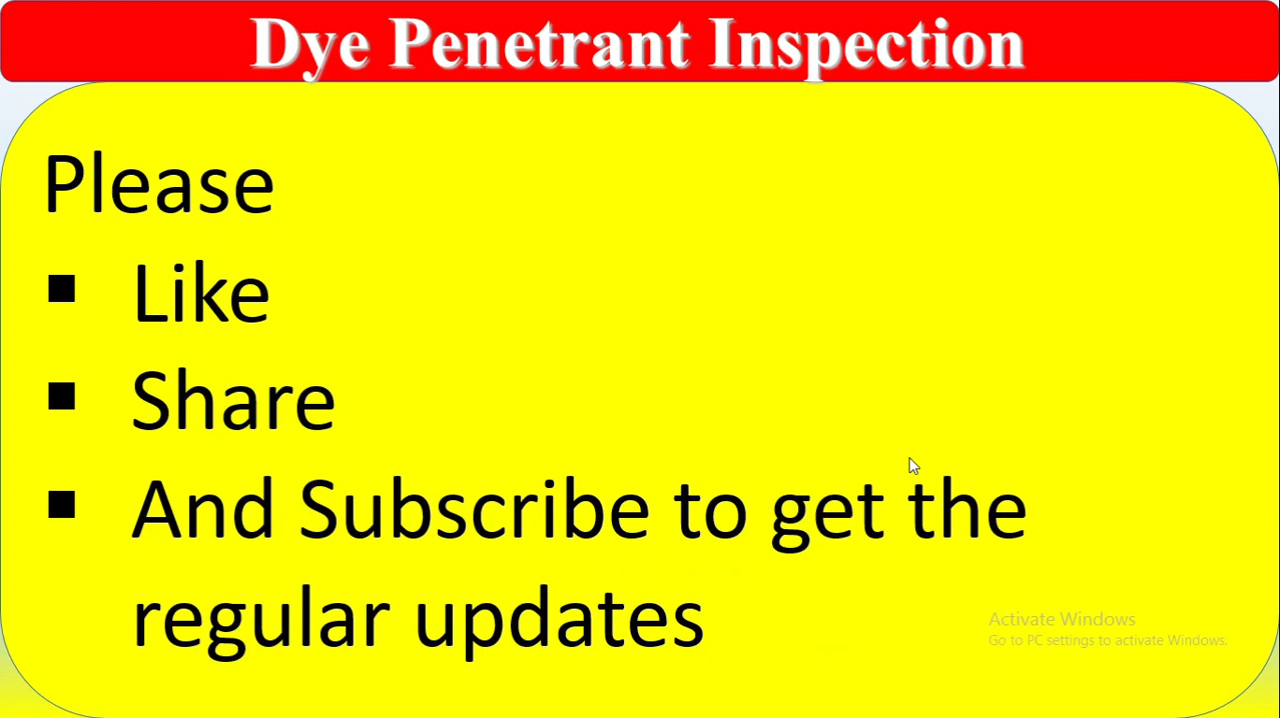 Dye Penetrant Inspection
Please
▪ Like
▪ Share
▪ And Subscribe to get the
regular updates
Activate Windows
Go to PC settings to activate Windows.